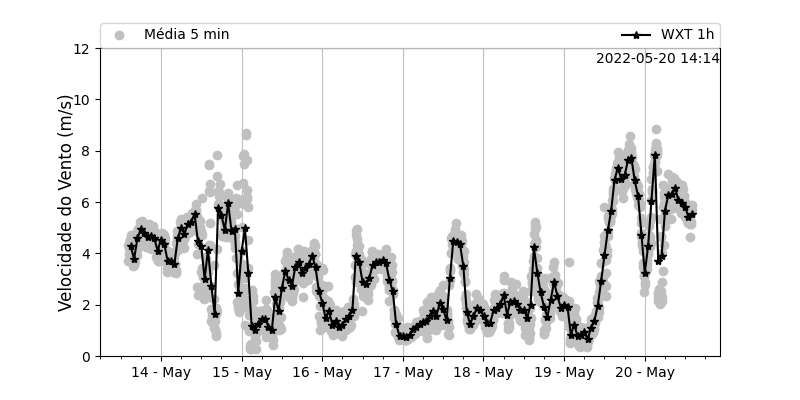 Média 5 min
WXT 1h
2022-05-20 14:14
Velocidade do Vento (m/s)
12
10
8
6
4
2
0
14 - May
15 - May
16 - May
17 - May
18 - May
19 - May
20 - May